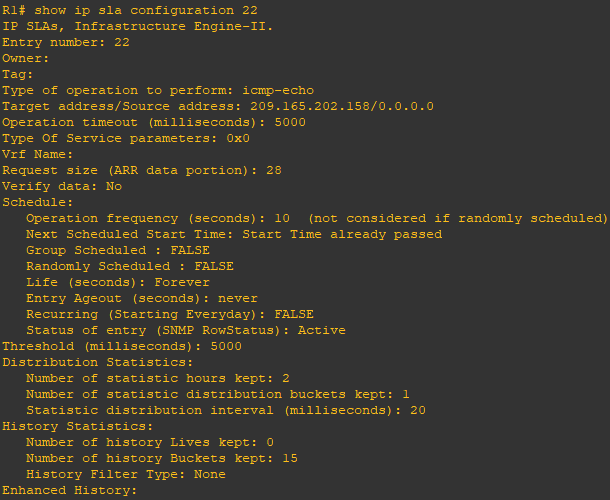 R1# show ip sla configuration 22
IP SLAs, Infrastructure Engine-II.
Entry number: 22
Owner:
Tag:
Type of operation to perform: icmp-echo
Target address/Source address: 209.165.202.158/0.0.0.0
Operation timeout (milliseconds): 5000
Type Of Service parameters: 0x0
Vrf Name:
Request size (ARR data portion): 28
Verify data: No
Schedule:
   Operation frequency (seconds): 10  (not considered if randomly scheduled)
   Next Scheduled Start Time: Start Time already passed
   Group Scheduled : FALSE
   Randomly Scheduled : FALSE
   Life (seconds): Forever
   Entry Ageout (seconds): never
   Recurring (Starting Everyday): FALSE
   Status of entry (SNMP RowStatus): Active
Threshold (milliseconds): 5000
Distribution Statistics:
   Number of statistic hours kept: 2
   Number of statistic distribution buckets kept: 1
   Statistic distribution interval (milliseconds): 20
History Statistics:
   Number of history Lives kept: 0
   Number of history Buckets kept: 15
   History Filter Type: None
Enhanced History: